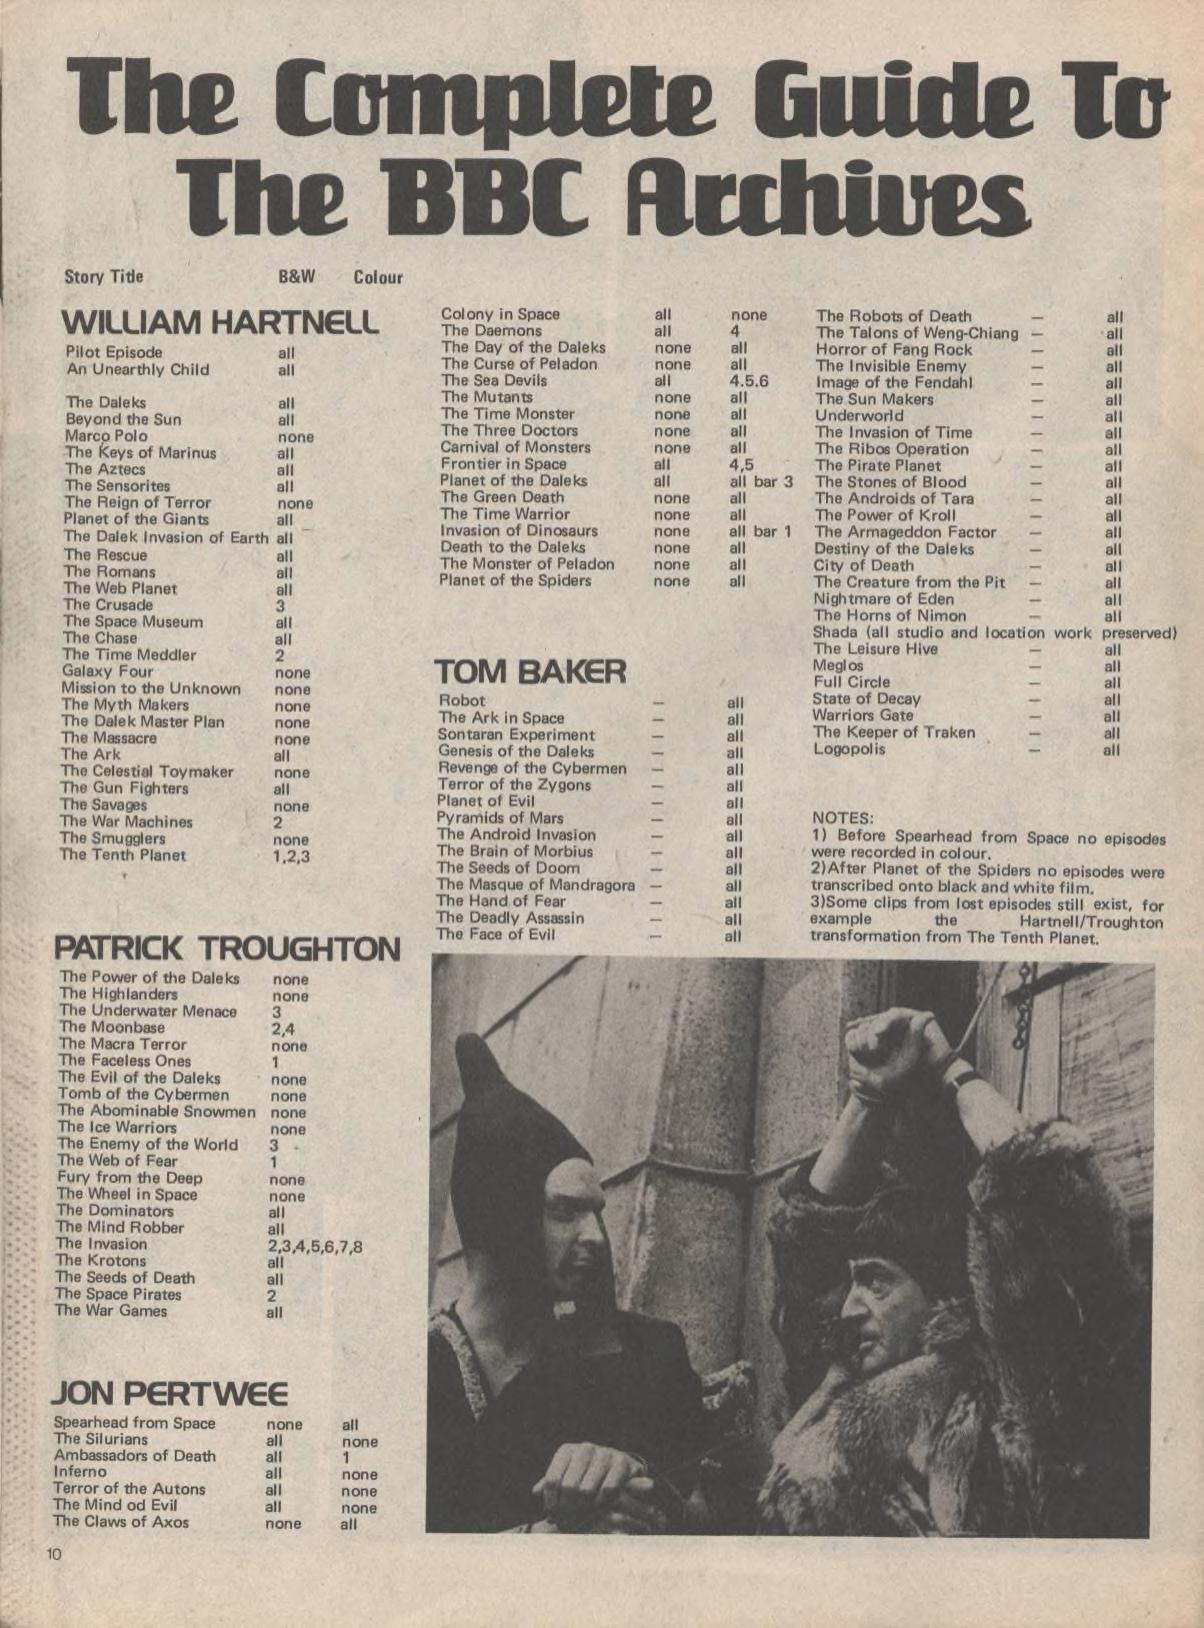 The Complete Guide To
The BBC Archives
Story Title B&W Colour
WILLIAM HARTNELL
Pilot Episode all
An Unearthly Child all
The Daleks all
Beyond the Sun all
Marco Polo none
The Keys of Marinus all
The Aztecs all
The Sensorites all
The Reign of Terror none
Planet of the Giants all
The Dalek Invasion of Earth all
The Rescue all
The Romans all
The Web Planet all
The Crusade 3
The Space Museum all
The Chase all
The Time Meddler 2
Galaxy Four none
Mission to the Unknown none
The Myth Makers none
The Dalek Master Plan none
The Massacre none
The Ark all
The Celestial Toymaker none
The Gun Fighters all
The Savages none
The War Machines 2
The Smugglers none
The Tenth Planet 1,2,3
PATRICK TROUGHTON
The Power of the Daleks none
The Highlanders none
The Underwater Menace 3
The Moonbase 2,4
The Macra Terror none
The Faceless Ones 1
The Evil of the Daleks none
Tomb of the Cybermen none
The Abominable Snowmen none
The Ice Warriors none
The Enemy of the World 3
The Web of Fear 1
Fury from the Deep none
The Wheel in Space none
The Dominators all
The Mind Robber all
The Invasion 2,3,4,5,6,7,8
The Krotons all
The Seeds of Death all
The Space Pirates 2
The War Games all
JON PERTWEE
Spearhead from Space none all
The Silurians all none
Ambassadors of Death all 1
Inferno all none
Terror of the Autons all none
The Mind od Evil all none
The Claws of Axos none all
10
Colony in Space all none
The Daemons all 4
The Day of the Daleks none all
The Curse of Peladon none all
The Sea Devils all 4.5.6
The Mutants none all
The Time Monster none all
The Three Doctors none all
Carnival of Monsters none all
Frontier in Space all 4,5
Planet of the Daleks all all bar 3
The Green Death none all
The Time Warrior none all
Invasion of Dinosaurs none all bar 1
Death to the Daleks none all
The Monster of Peladon none all
Planet of the Spiders none all
TOM BAKER
Robot — all
The Ark in Space — all
Sontaran Experiment — all
Genesis of the Daleks — all
Revenge of the Cybermen — all
Terror of the Zygons — all
Planet of Evil — all
Pyramids of Mars — all
The Android Invasion — all
The Brain of Morbius — all
The Seeds of Doom — all
The Masque of Mandragora — all
The Hand of Fear — all
The Deadly Assassin — all
The Face of Evil — all
The Robots of Death — all
The Talons of Weng-Chiang — all
Horror of Fang Rock — all
The Invisible Enemy — all
Image of the Fendahl — all
The Sun Makers — all
Underworld — all
The Invasion of Time — all
The Ribos Operation — all
The Pirate Planet — all
The Stones of Blood — all
The Androids of Tara — all
The Power of Kroll — all
The Armageddon Factor — all
Destiny of the Daleks — all
City of Death — all
The Creature from the Pit — all
Nightmare of Eden — all
The Horns of Nimon — all
Shada (all studio and location work preserved)
The Leisure Hive — all
Meglos — all
Full Circle — all
State of Decay — all
Warriors Gate — all
The Keeper of Traken — all
Logopolis — all
NOTES:
1) Before Spearhead from Space no episodes
were recorded in colour.
2)After Planet of the Spiders no episodes were
transcribed onto black and white film.
3)Some clips from lost episodes still exist, for
example the Hartnell/Troughton
transformation from The Tenth Planet.